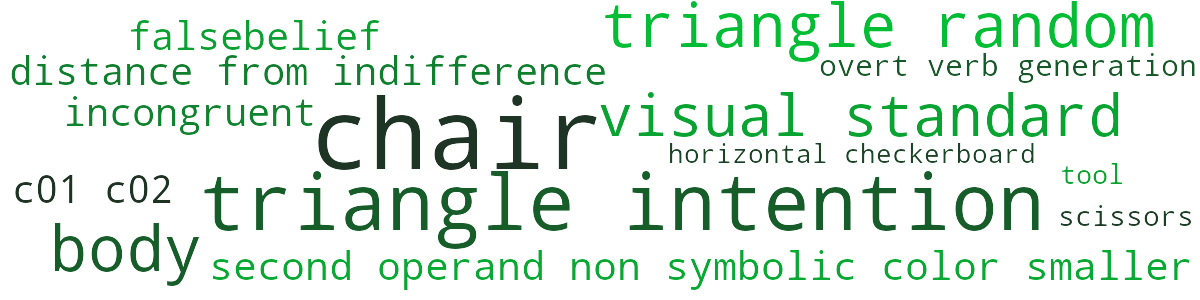 falsebelief
triangle random
distance from indifference
overt verb generation
incongruent
chair
visual standard
horizontal checkerboard
c01 c02
triangle intention
tool
scissors
body
second operand non symbolic color smaller